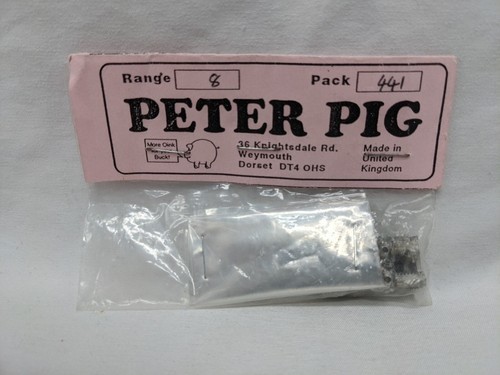 Range 8 Pack 441
PETER PIG
More Oink
Buck!
36 Knightsdale Rd.
Weymouth
Dorset DT4 OHS
Made in
United
Kingdom